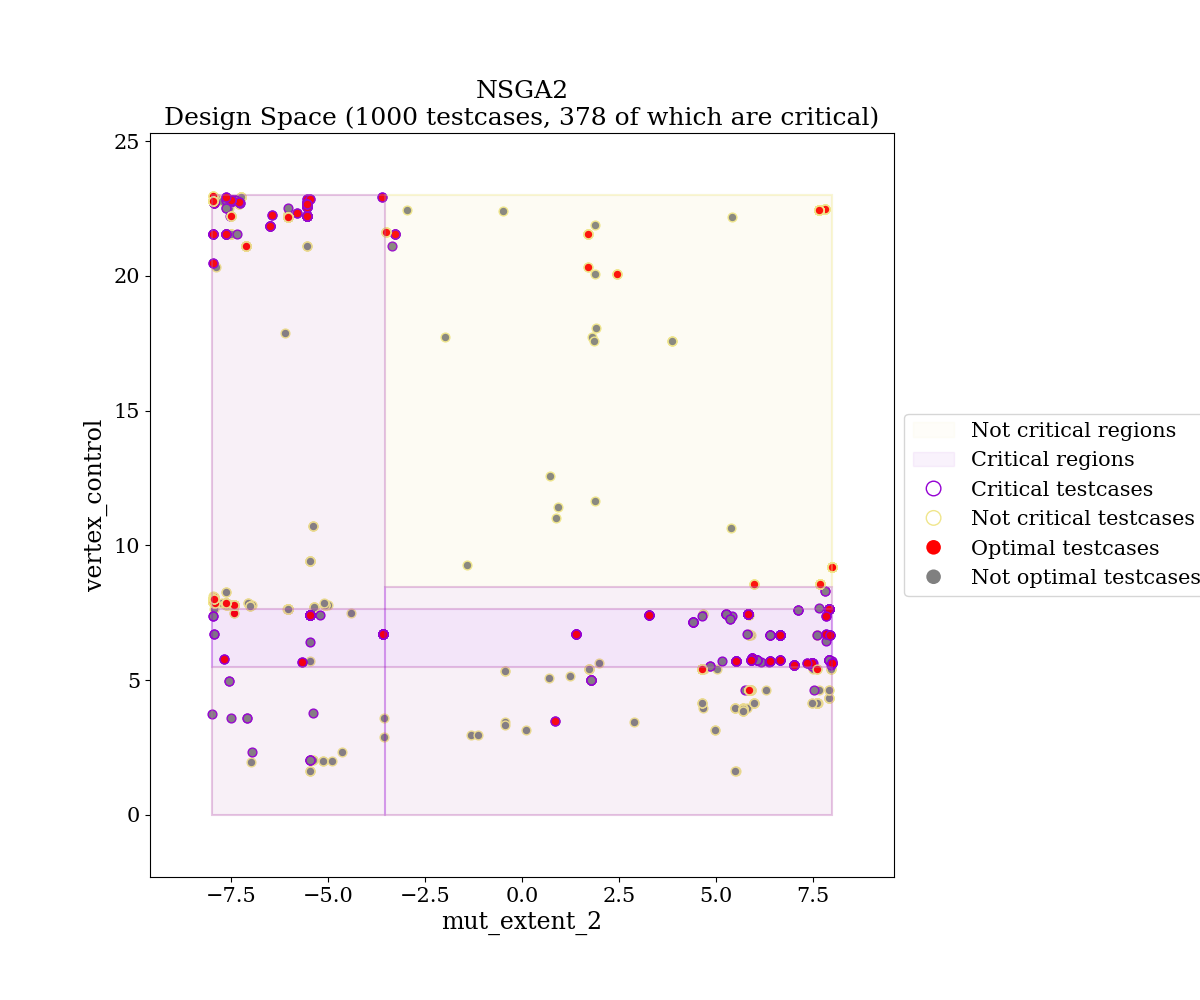 NSGA2
Design Space (1000 testcases, 378 of which are critical)
25
20
15
10
5
0
vertex_control
−7.5
−5.0
−2.5
0.0
2.5
5.0
7.5
mut_extent_2
Not critical regions
Critical regions
Critical testcases
Not critical testcases
Optimal testcases
Not optimal testcases